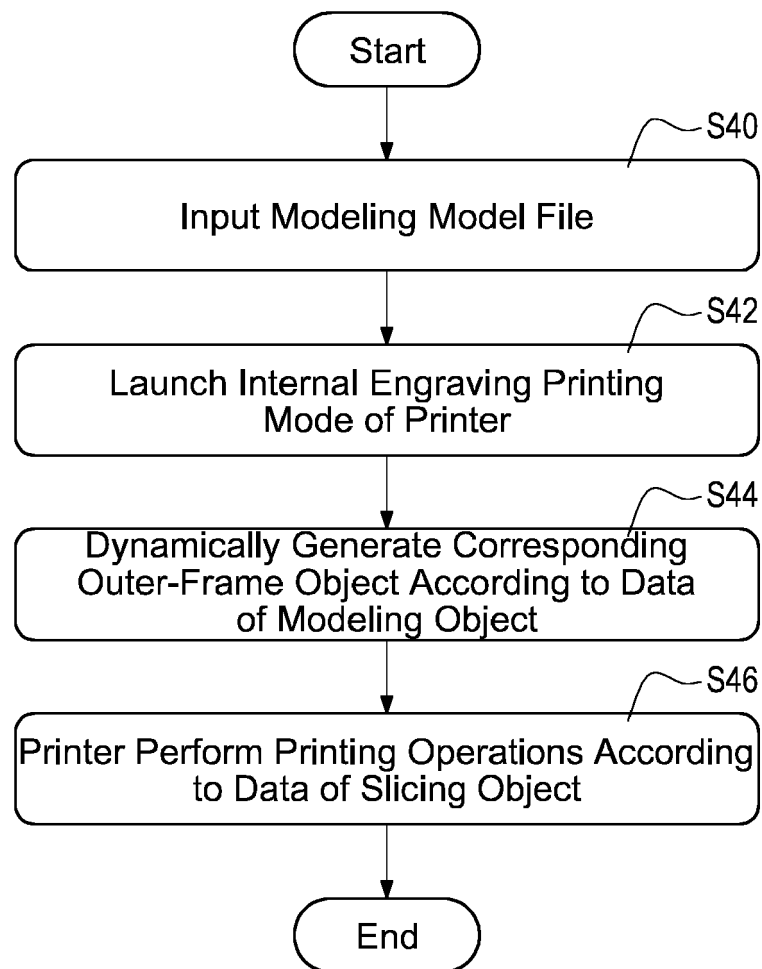 Start
S40
Input Modeling Model File
S42
Launch Internal Engraving Printing
Mode of Printer
S44
Dynamically Generate Corresponding
Outer-Frame Object According to Data
of Modeling Object
S46
Printer Perform Printing Operations According
to Data of Slicing Object
End